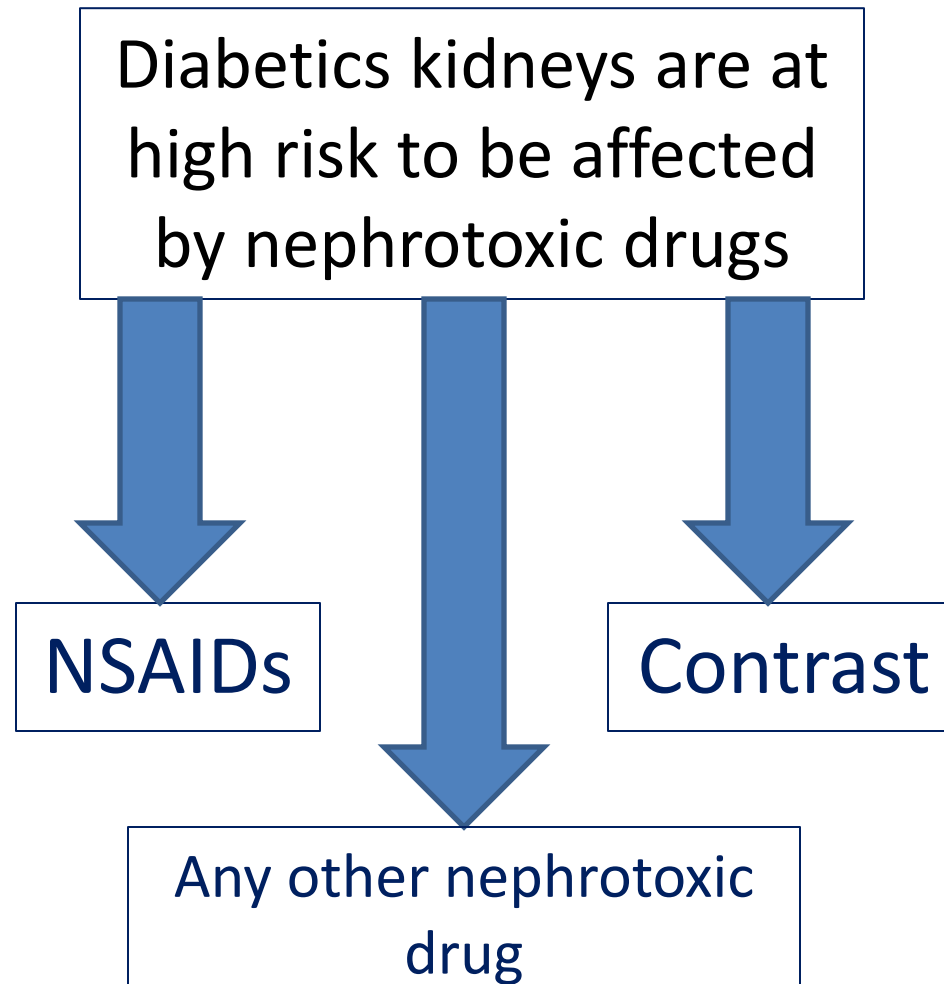 Diabetics kidneys are at
high risk to be affected
by nephrotoxic drugs
NSAIDs
Contrast
Any other nephrotoxic
drug